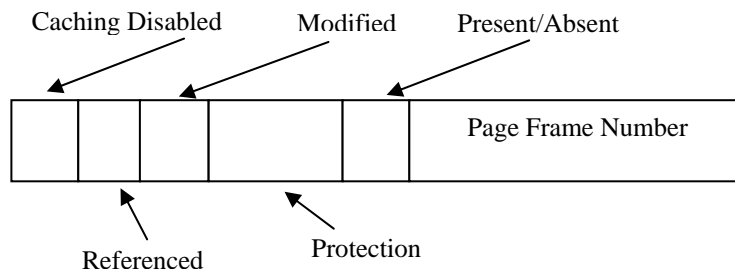 Caching Disabled
Modified
Present/Absent
Page Frame Number
Referenced
Protection